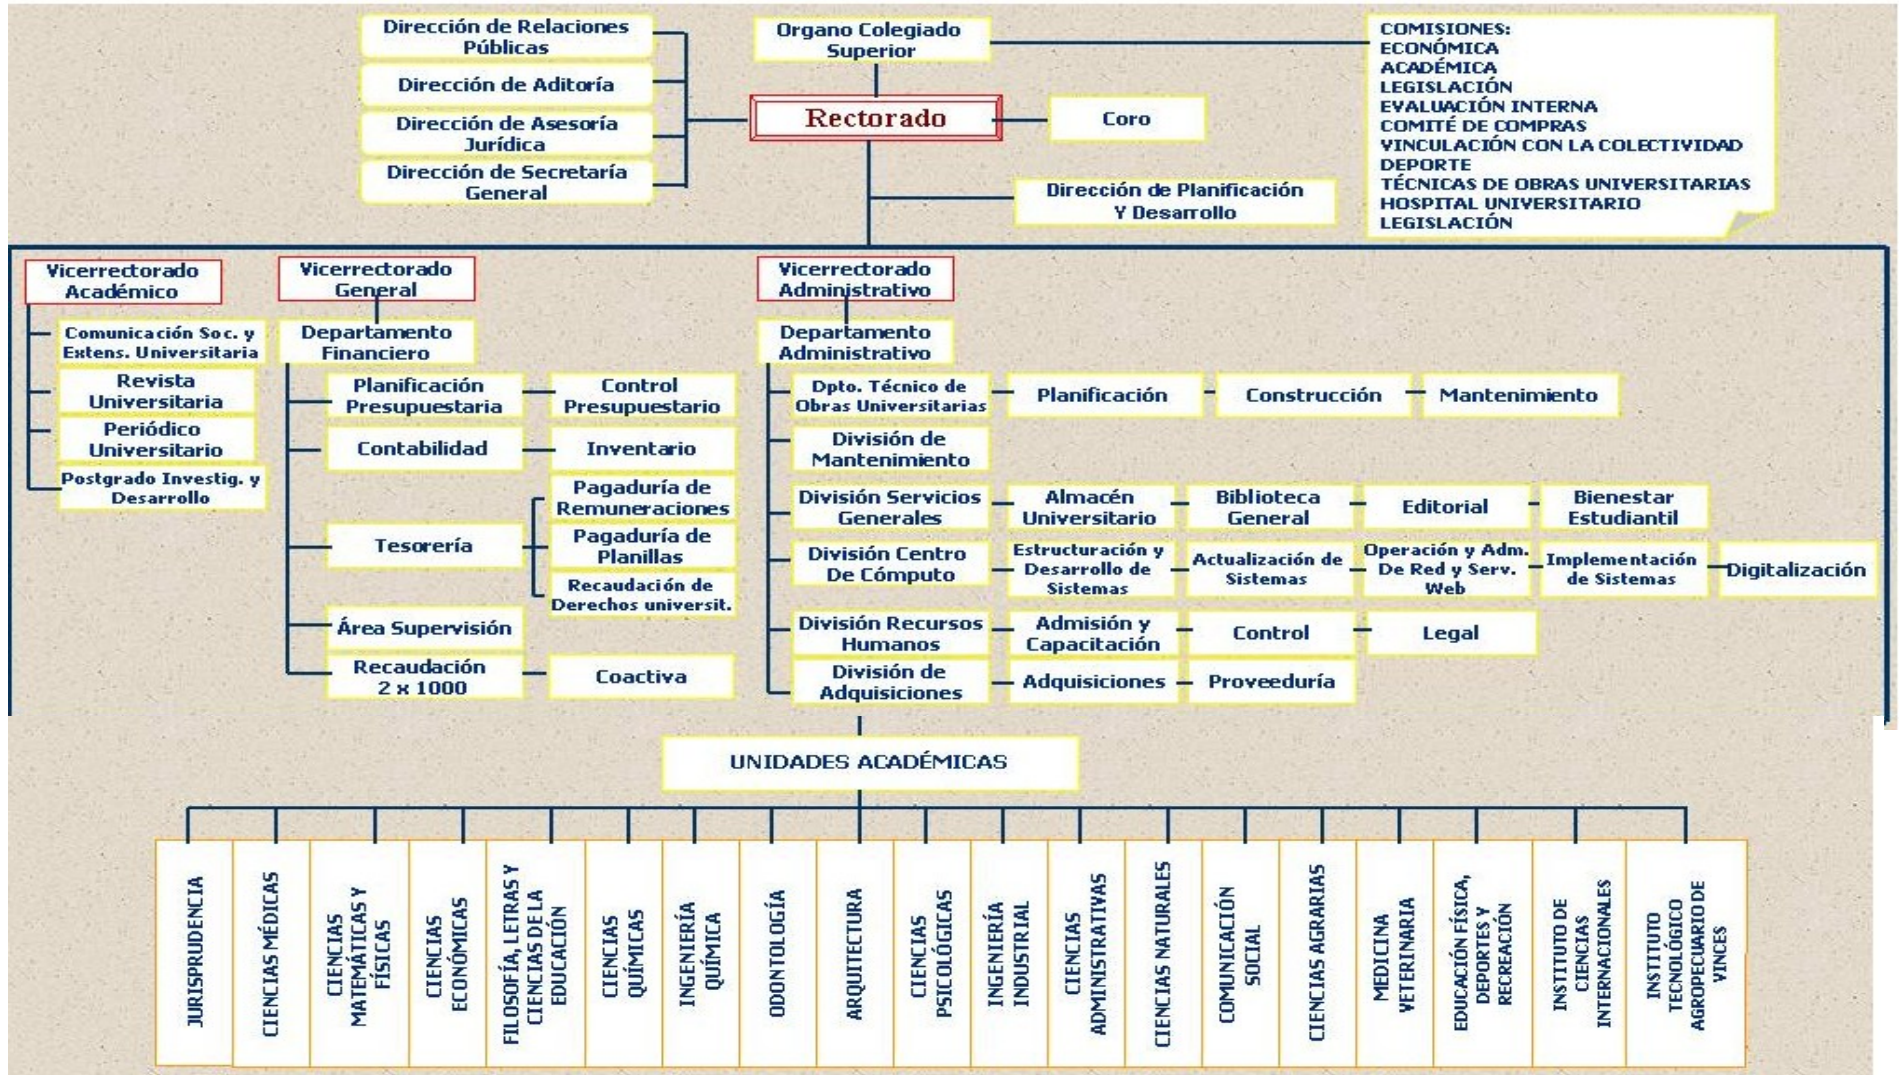 Dirección de Relaciones
Públicas
Dirección de Aditoría
Dirección de Asesoría
Jurídica
Dirección de Secretaría
General
Organo Colegiado
Superior
Rectorado
Coro
Dirección de Planificación
Y Desarrollo
COMISIONES:
ECONÓMICA
ACADÉMICA
LEGISLACIÓN
EVALUACIÓN INTERNA
COMITÉ DE COMPRAS
VINCULACIÓN CON LA COLECTIVIDAD
DEPORTE
TÉCNICAS DE OBRAS UNIVERSITARIAS
HOSPITAL UNIVERSITARIO
LEGISLACIÓN
Vicerrectorado
Académico
Comunicación Soc. y
Extens. Universitaria
Revista
Universitaria
Periódico
Universitario
Postgrado Investig. y
Desarrollo
Vicerrectorado
General
Departamento
Financiero
Planificación
Presupuestaria
Control
Presupuestario
Contabilidad
Inventario
Tesorería
Pagaduría de
Remuneraciones
Pagaduría de
Planillas
Recaudación de
Derechos universit.
Área Supervisión
Recaudación
2 x 1000
Coactiva
Vicerrectorado
Administrativo
Departamento
Administrativo
Dpto. Técnico de
Obras Universitarias
Planificación
Construcción
Mantenimiento
División de
Mantenimiento
División Servicios
Generales
Almacén
Universitario
Biblioteca
General
Editorial
Bienestar
Estudiantil
División Centro
De Cómputo
Estructuración y
Desarrollo de
Sistemas
Actualización de
Sistemas
Operación y Adm.
De Red y Serv.
Web
Implementación
de Sistemas
Digitalización
División Recursos
Humanos
Admisión y
Capacitación
Control
Legal
División de
Adquisiciones
Adquisiciones
Proveeduría
UNIDADES ACADÉMICAS
JURISPRUDENCIA
CIENCIAS MÉDICAS
CIENCIAS
MATEMÁTICAS Y
FÍSICAS
CIENCIAS
ECONÓMICAS
FILOSOFÍA, LETRAS Y
CIENCIAS DE LA
EDUCACIÓN
CIENCIAS
QUÍMICAS
INGENIERÍA
QUÍMICA
ODONTOLOGÍA
ARQUITECTURA
CIENCIAS
PSICOLÓGICAS
INGENIERÍA
INDUSTRIAL
CIENCIAS
ADMINISTRATIVAS
CIENCIAS NATURALES
COMUNICACIÓN
SOCIAL
CIENCIAS AGRARIAS
MEDICINA
VETERINARIA
EDUCACIÓN FÍSICA,
DEPORTES Y
RECREACIÓN
INSTITUTO DE
CIENCIAS
INTERNACIONALES
INSTITUTO
TECNOLÓGICO
AGROPECUARIO DE
VINCES